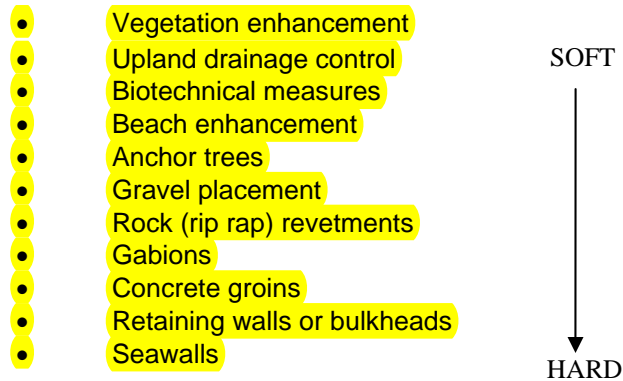 • Vegetation enhancement
• Upland drainage control SOFT
• Biotechnical measures
• Beach enhancement
• Anchor trees
• Gravel placement
• Rock (rip rap) revetments
• Gabions
• Concrete groins
• Retaining walls or bulkheads
• Seawalls
HARD